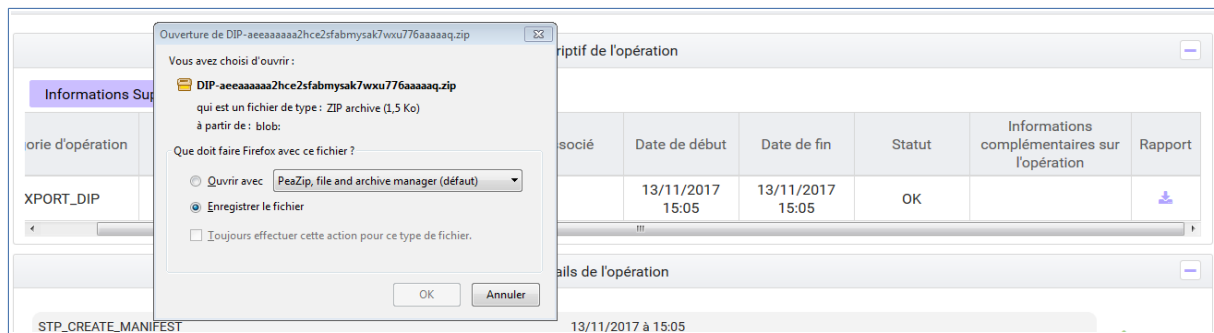 Ouverture de DIP-aeeaaaaaa2hce2sfabmysak7wxu776aaaaaq.zip
Vous avez choisi d'ouvrir :
DIP-aeeaaaaaa2hce2sfabmysak7wxu776aaaaaq.zip
qui est un fichier de type : ZIP archive (1,5 Ko)
à partir de : blob:
Que doit faire Firefox avec ce fichier ?
Ouvrir avec PeaZip, file and archive manager (défaut)
Enregistrer le fichier
Toujours effectuer cette action pour ce type de fichier.
OK Annuler
riptif de l'opération
Informations Sup
orie d'opération
socié
Date de début
Date de fin
Statut
Informations
complémentaires sur
l'opération
Rapport
XPORT_DIP
13/11/2017
15:05
13/11/2017
15:05
OK
ails de l'opération
STP_CREATE_MANIFEST
13/11/2017 à 15:05